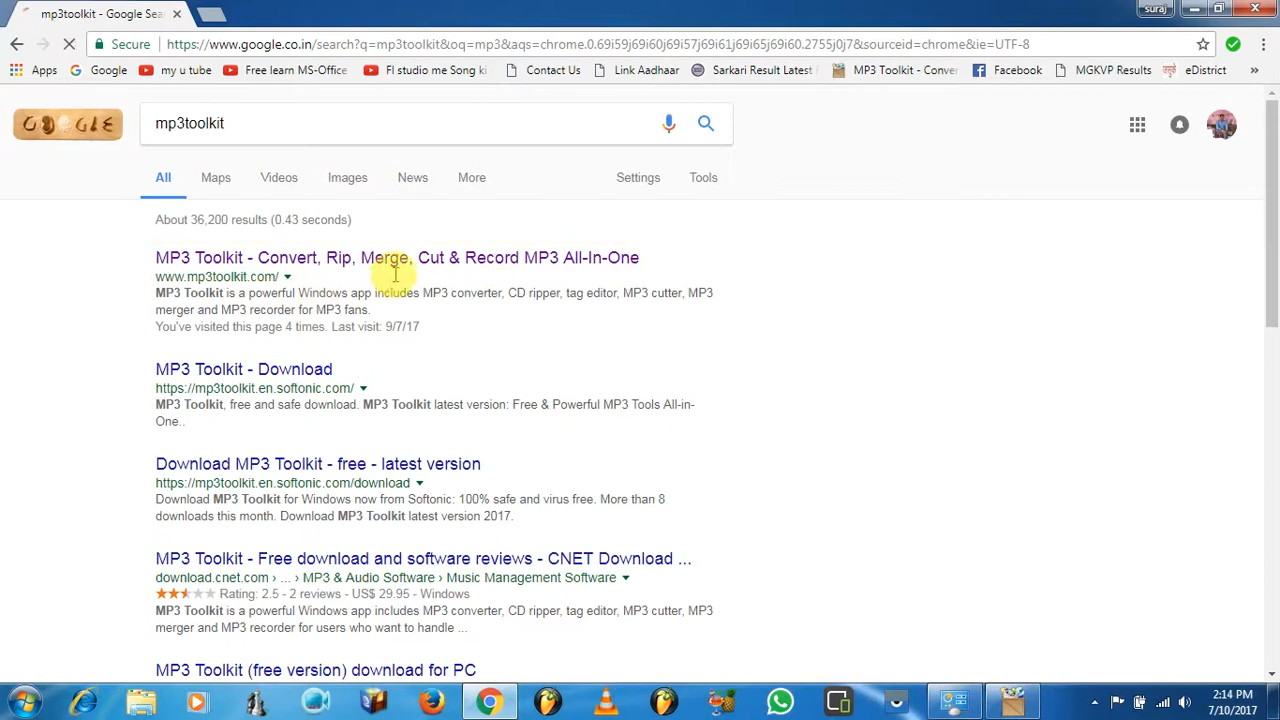 mp3toolkit - Google Sea
suraj
Secure https://www.google.co.in/search?q=mp3toolkit&oq=mp3&aqs=chrome.0.69i59j69i60j69i57j69i61j69i65j69i60.2755j0j7&sourceid=chrome&ie=UTF-8
Apps Google my u tube Free learn MS-Office Fl studio me Song ki Contact Us Link Aadhaar Sarkari Result Latest MP3 Toolkit - Conver Facebook MGKVP Results eDistrict »
GOOGLE mp3toolkit
All Maps Videos Images News More Settings Tools
About 36,200 results (0.43 seconds)
MP3 Toolkit - Convert, Rip, Merge, Cut & Record MP3 All-In-One
www.mp3toolkit.com/
MP3 Toolkit is a powerful Windows app includes MP3 converter, CD ripper, tag editor, MP3 cutter, MP3
merger and MP3 recorder for MP3 fans.
You've visited this page 4 times. Last visit: 9/7/17
MP3 Toolkit - Download
https://mp3toolkit.en.softonic.com/
MP3 Toolkit, free and safe download. MP3 Toolkit latest version: Free & Powerful MP3 Tools All-in-
One..
Download MP3 Toolkit - free - latest version
https://mp3toolkit.en.softonic.com/download
Download MP3 Toolkit for Windows now from Softonic: 100% safe and virus free. More than 8
downloads this month. Download MP3 Toolkit latest version 2017.
MP3 Toolkit - Free download and software reviews - CNET Download ...
download.cnet.com › ... › MP3 & Audio Software › Music Management Software
Rating: 2.5 - 2 reviews - US$ 29.95 - Windows
MP3 Toolkit is a powerful Windows app includes MP3 converter, CD ripper, tag editor, MP3 cutter, MP3
merger and MP3 recorder for users who want to handle ...
MP3 Toolkit (free version) download for PC
2:14 PM
7/10/2017